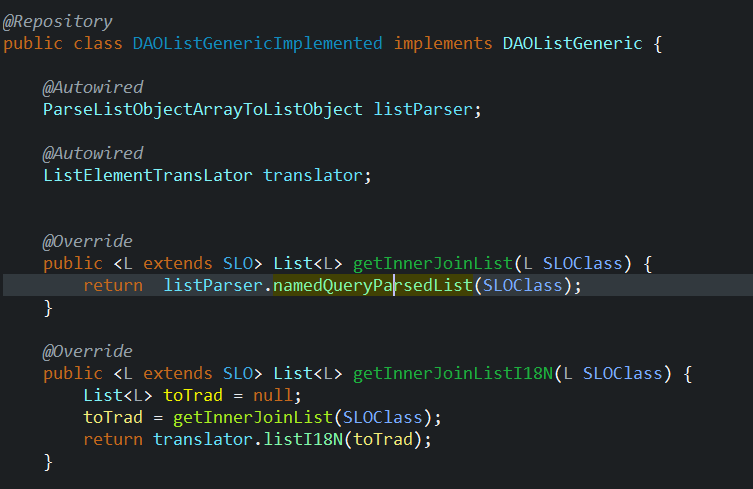 @Repository
public class DAOListGenericImplemented implements DAOListGeneric {
@Autowired
ParseListObjectArrayToListObject listParser;
@Autowired
ListElementTransLator translator;
@Override
public <L extends SLO> List<L> getInnerJoinList(L SLOClass) {
return listParser.namedQueryParsedList(SLOClass);
}
@Override
public <L extends SLO> List<L> getInnerJoinListI18N(L SLOClass) {
List<L> toTrad = null;
toTrad = getInnerJoinList(SLOClass);
return translator.listI18N(toTrad);
}